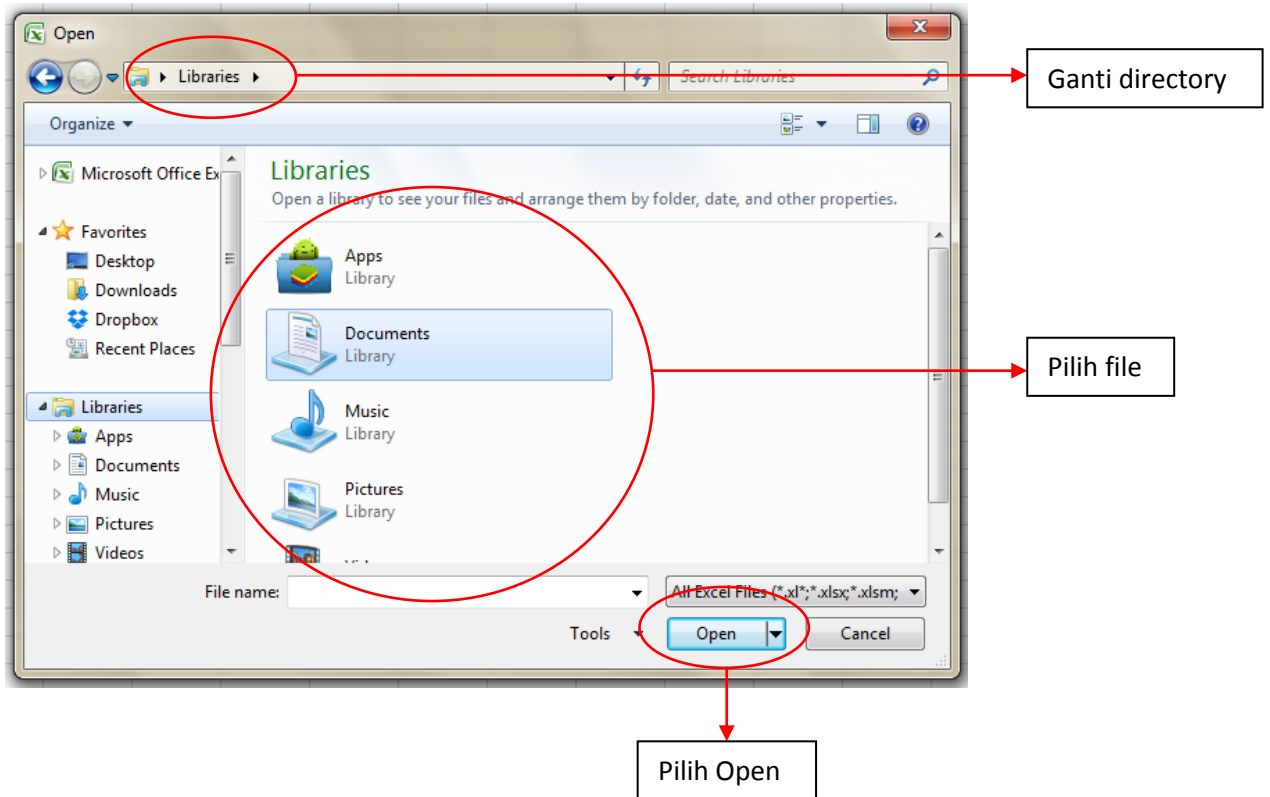 Open
Libraries
Search Libraries
Ganti directory
Organize
Microsoft Office Ex
Favorites
Desktop
Downloads
Dropbox
Recent Places
Libraries
Apps
Documents
Music
Pictures
Videos
Libraries
Open a library to see your files and arrange them by folder, date, and other properties.
Apps
Library
Documents
Library
Music
Library
Pictures
Library
Pilih file
File name:
All Excel Files (*.xl*;*.xlsx;*.xlsm;
Tools
Open
Cancel
Pilih Open